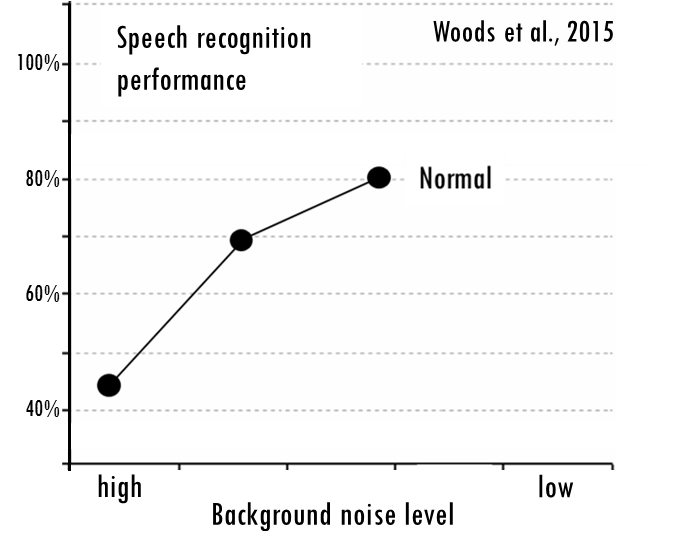 Speech recognition
performance
Woods et al., 2015
100%
80%
Normal
60%
40%
high
low
Background noise level